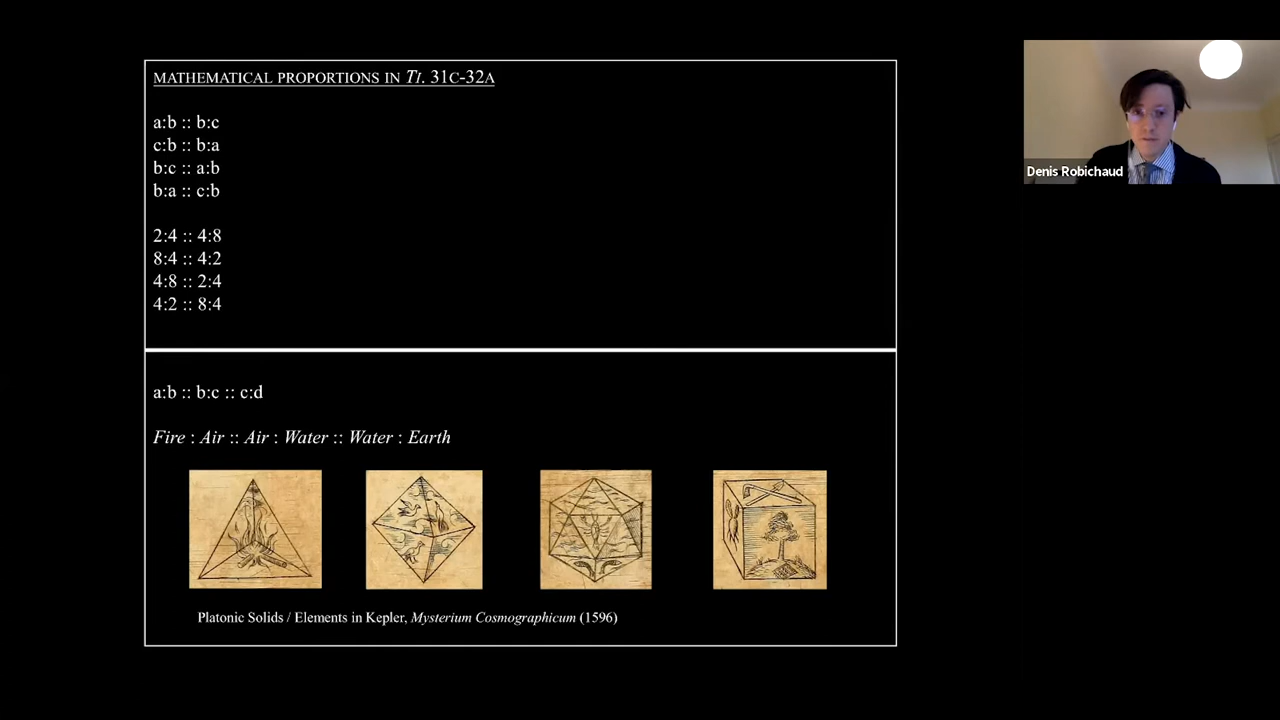 MATHEMATICAL PROPORTIONS IN Ti. 31C-32A
a:b :: b:c
c:b :: b:a
b:c :: a:b
b:a :: c:b
2:4 :: 4:8
8:4 :: 4:2
4:8 :: 2:4
4:2 :: 8:4
a:b :: b:c :: c:d
Fire : Air :: Air : Water :: Water : Earth
Platonic Solids / Elements in Kepler, Mysterium Cosmographicum (1596)
Denis Robichaud